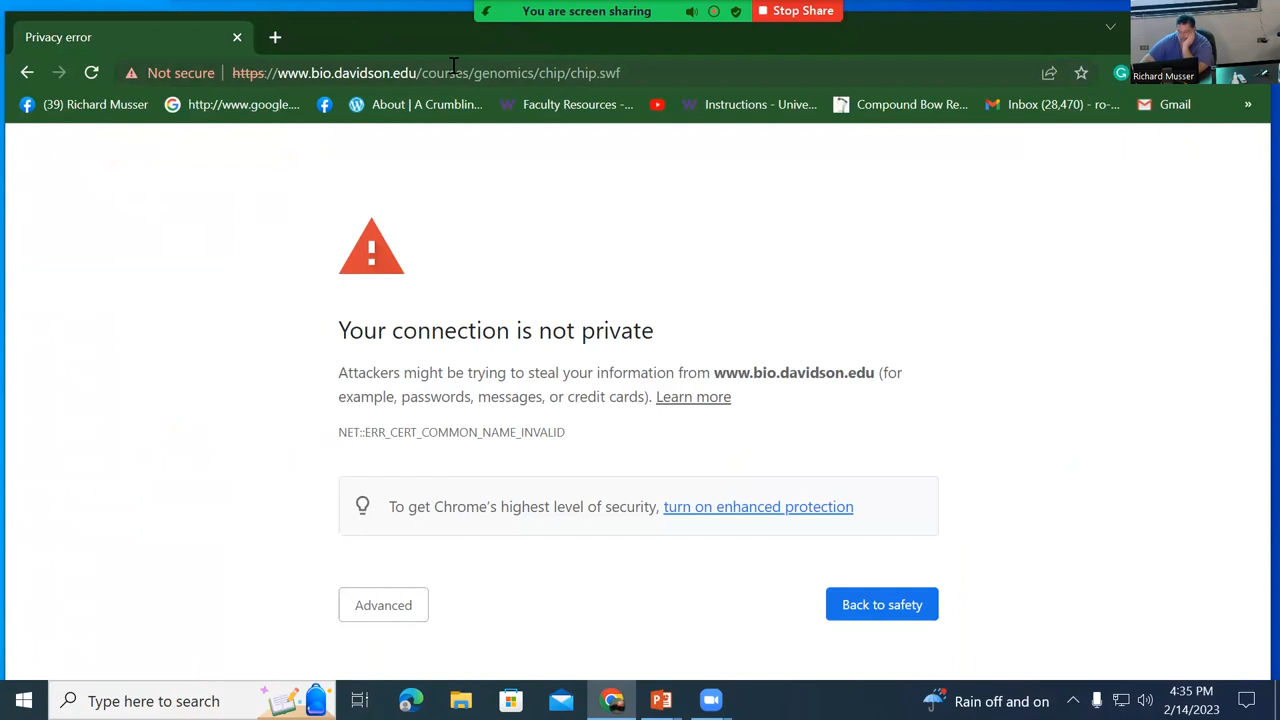 You are screen sharing
Stop Share
Privacy error
Richard Musser
Not secure
https://www.bio.davidson.edu/courses/genomics/chip/chip.swf
(39) Richard Musser
http://www.google....
About | A Crumblin...
Faculty Resources -...
Instructions - Unive...
Compound Bow Re...
Inbox (28,470) - ro-...
Gmail
»
Your connection is not private
Attackers might be trying to steal your information from www.bio.davidson.edu (for
example, passwords, messages, or credit cards). Learn more
NET::ERR_CERT_COMMON_NAME_INVALID
To get Chrome's highest level of security, turn on enhanced protection
Advanced
Back to safety
Type here to search
Rain off and on
4:35 PM
2/14/2023